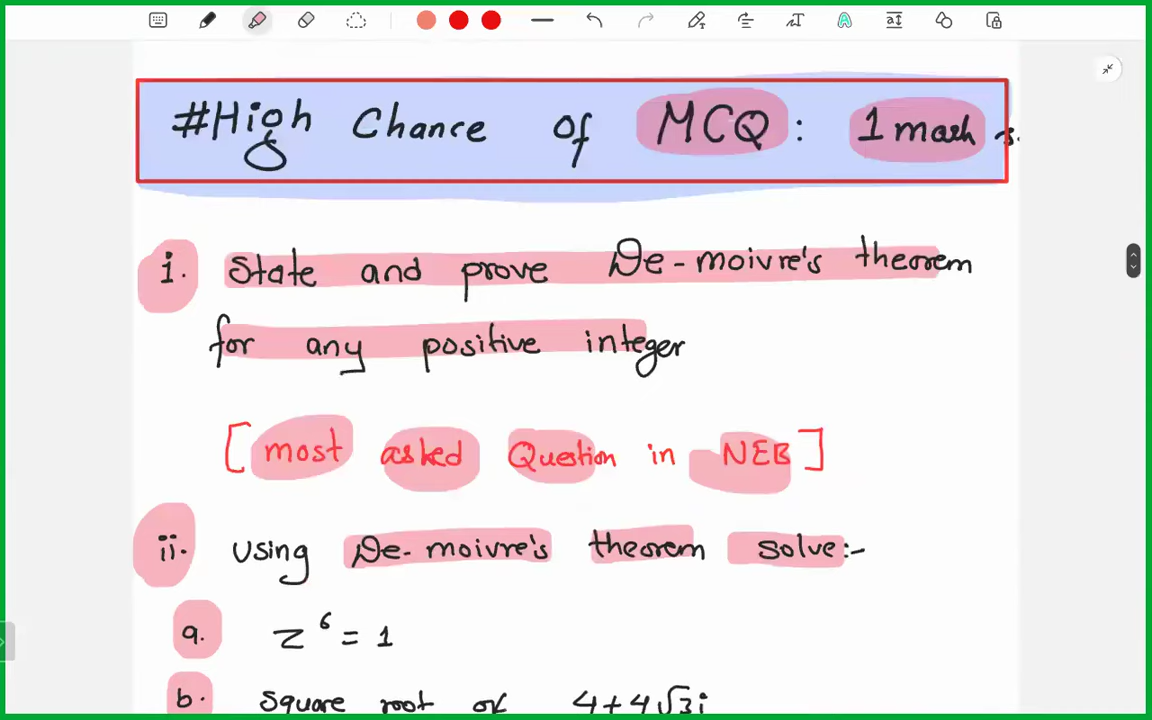 #High Chance of MCQ: 1 mark s.
i. State and prove De-moivre's theorem
for any positive integer
[most asked Question in NEB]
ii. Using De-moivre's theorem solve:-
a. z⁶ = 1
b. square root of 4+4√3i